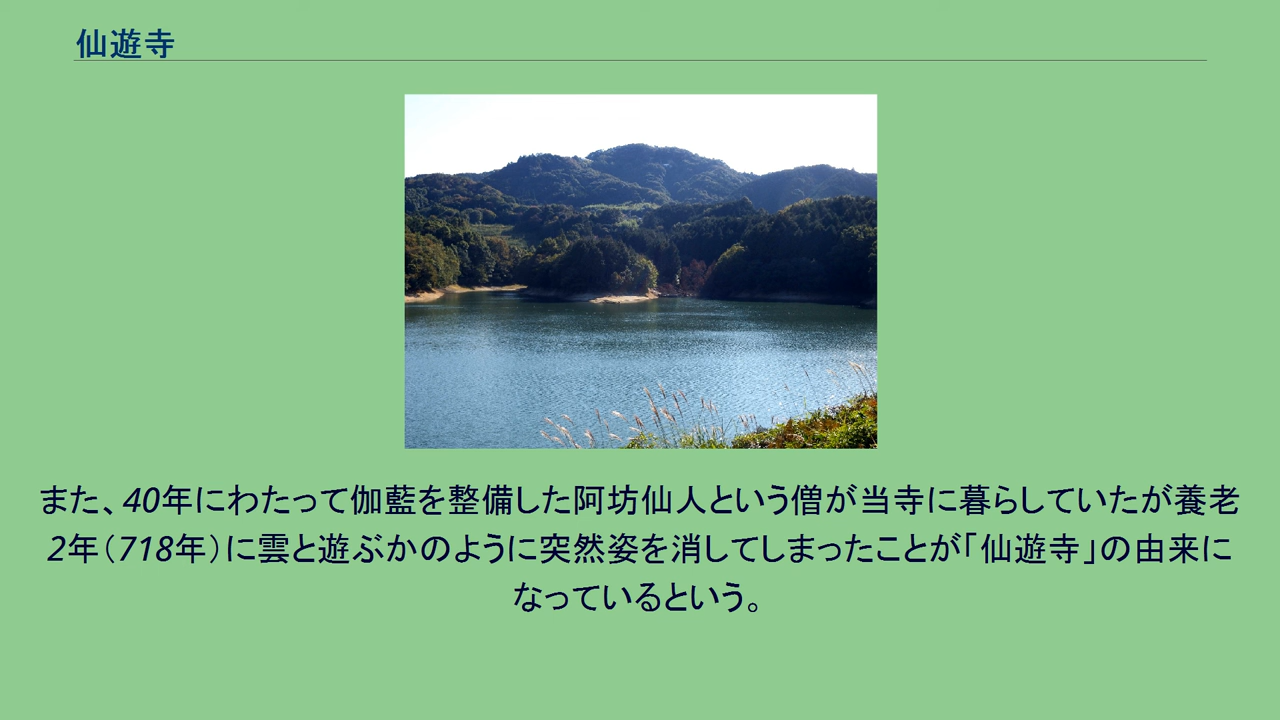 仙遊寺
また、40年にわたって伽藍を整備した阿坊仙人という僧が当寺に暮らしていたが養老
2年（718年）に雲と遊ぶかのように突然姿を消してしまったことが「仙遊寺」の由来に
なっているという。